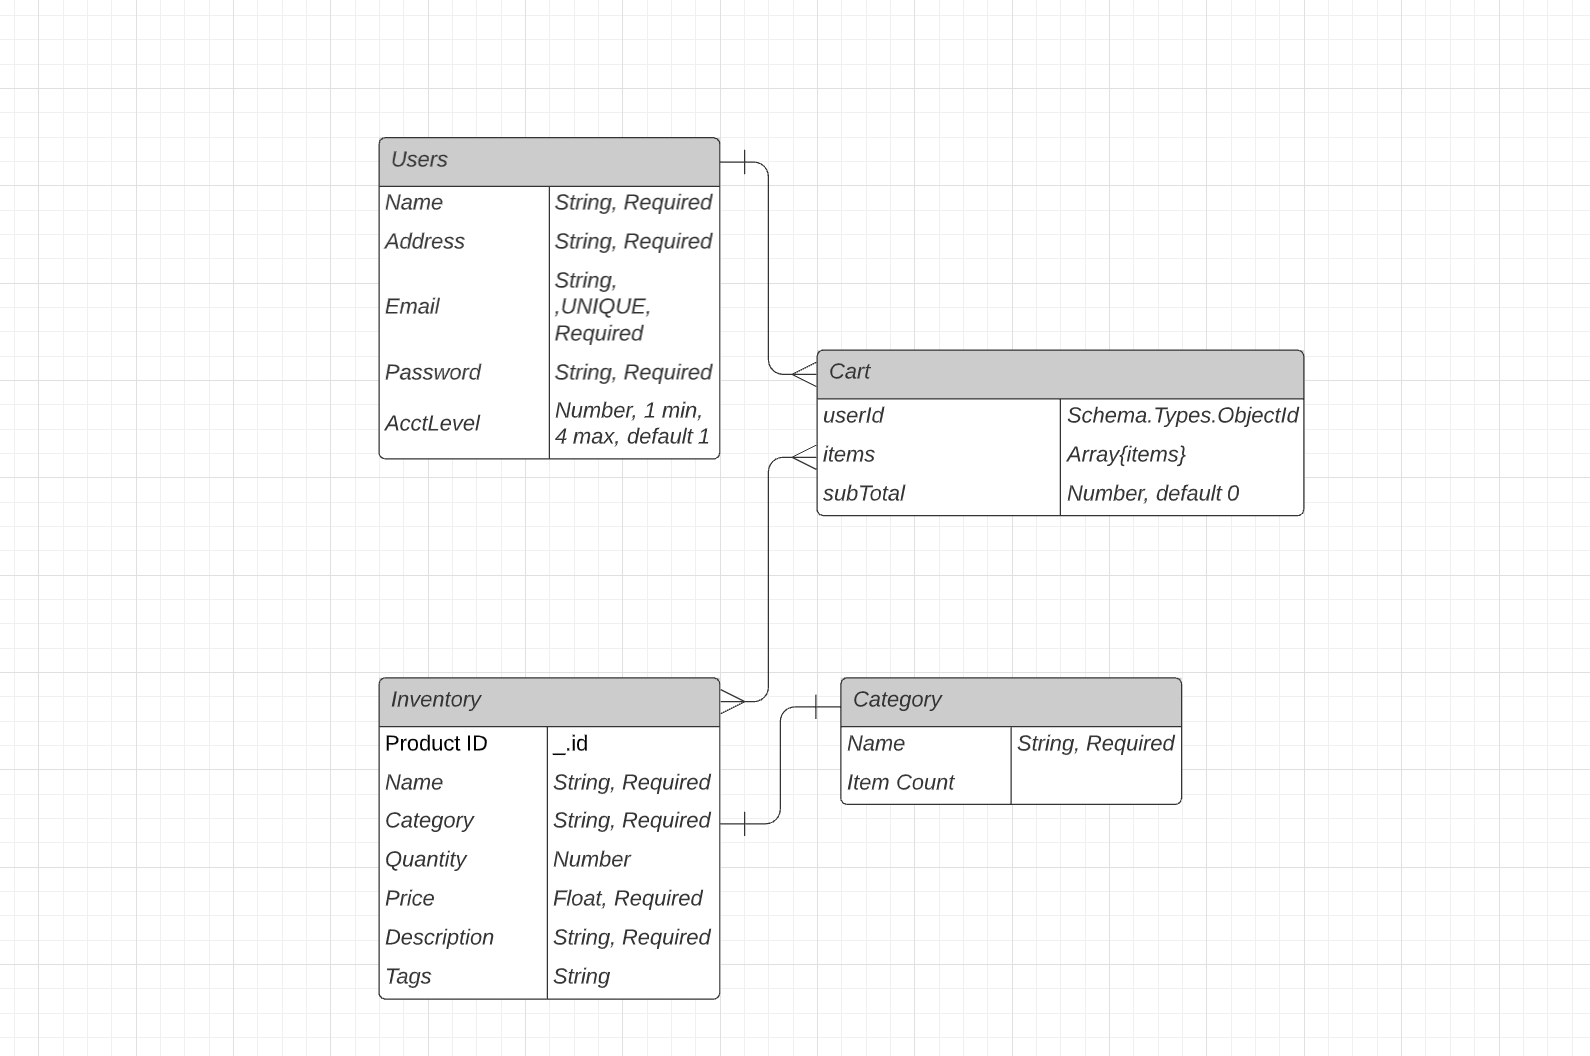 Users
Name String, Required
Address String, Required
Email String,
,UNIQUE,
Required
Password String, Required
AcctLevel Number, 1 min,
4 max, default 1
Cart
userId Schema.Types.ObjectId
items Array{items}
subTotal Number, default 0
Inventory
Product ID _.id
Name String, Required
Category String, Required
Quantity Number
Price Float, Required
Description String, Required
Tags String
Category
Name String, Required
Item Count